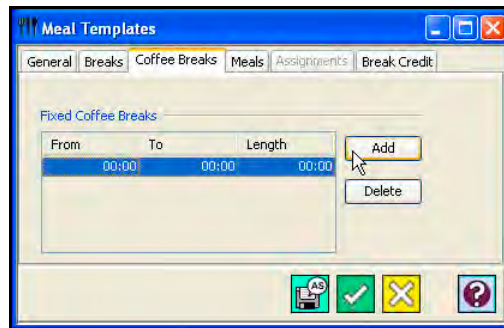 Meal Templates
General Breaks Coffee Breaks Meals Assignments Break Credit
Fixed Coffee Breaks
From To Length
00:00 00:00 00:00
Add
Delete
AS
?